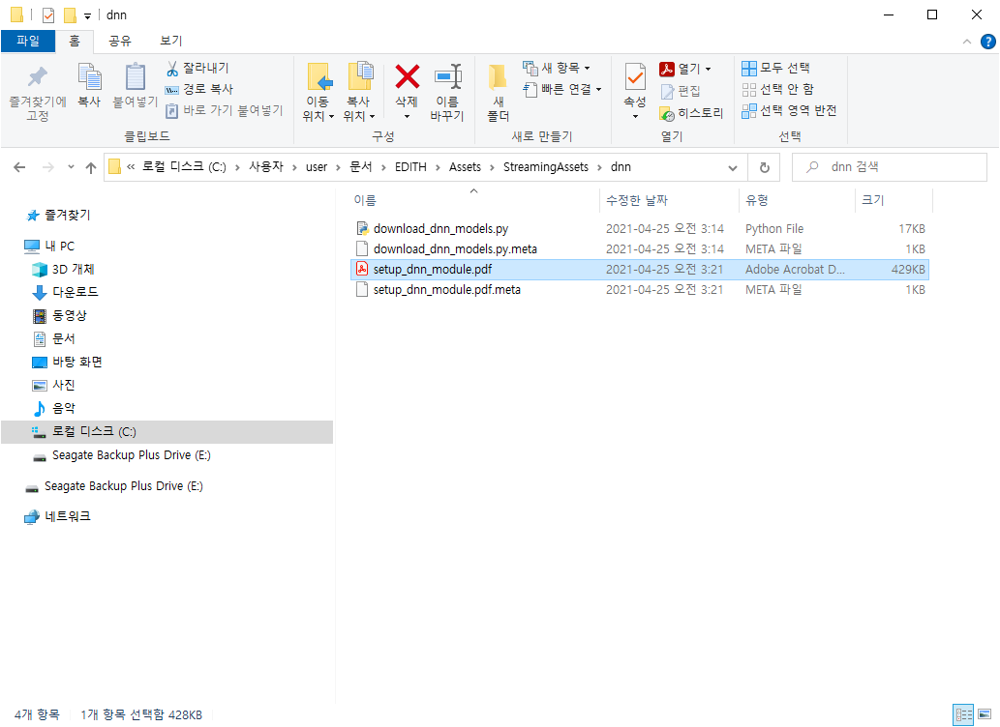 dnn
파일 홈 공유 보기
즐겨찾기에 고정
복사
붙여넣기
잘라내기
경로 복사
바로 가기 붙여넣기
클립보드
이동 위치
복사 위치
삭제
이름 바꾸기
구성
새 폴더
새 항목
빠른 연결
새로 만들기
속성
열기
편집
히스토리
열기
모두 선택
선택 안 함
선택 영역 반전
선택
« 로컬 디스크 (C:) › 사용자 › user › 문서 › EDITH › Assets › StreamingAssets › dnn
dnn 검색
즐겨찾기
내 PC
3D 개체
다운로드
동영상
문서
바탕 화면
사진
음악
로컬 디스크 (C:)
Seagate Backup Plus Drive (E:)
Seagate Backup Plus Drive (E:)
네트워크
이름 수정한 날짜 유형 크기
download_dnn_models.py 2021-04-25 오전 3:14 Python File 17KB
download_dnn_models.py.meta 2021-04-25 오전 3:14 META 파일 1KB
setup_dnn_module.pdf 2021-04-25 오전 3:21 Adobe Acrobat D... 429KB
setup_dnn_module.pdf.meta 2021-04-25 오전 3:21 META 파일 1KB
4개 항목 1개 항목 선택함 428KB